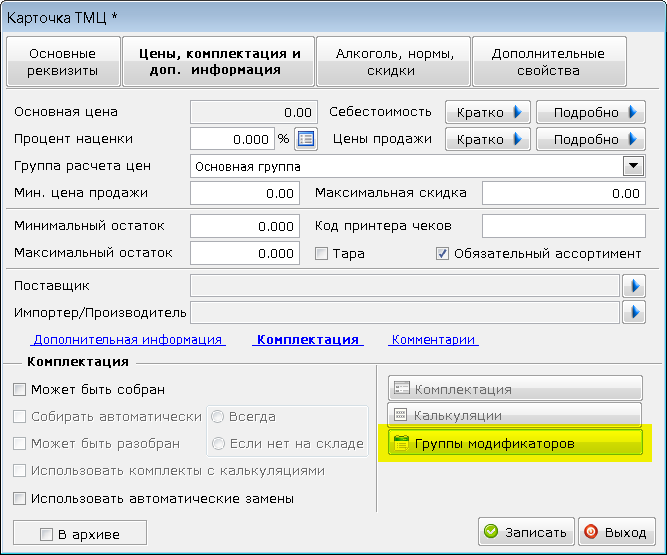 Карточка ТМЦ *
Основные реквизиты
Цены, комплектация и доп. информация
Алкоголь, нормы, скидки
Дополнительные свойства
Основная цена 0.00 Себестоимость Кратко Подробно
Процент наценки 0.000 % Цены продажи Кратко Подробно
Группа расчета цен Основная группа
Мин. цена продажи 0.00 Максимальная скидка 0.00
Минимальный остаток 0.000 Код принтера чеков
Максимальный остаток 0.000 Тара Обязательный ассортимент
Поставщик
Импортер/Производитель
Дополнительная информация Комплектация Комментарии
Комплектация
Может быть собран Комплектация
Собирать автоматически Всегда Калькуляции
Может быть разобран Если нет на складе Группы модификаторов
Использовать комплекты с калькуляциями
Использовать автоматические замены
В архиве Записать Выход